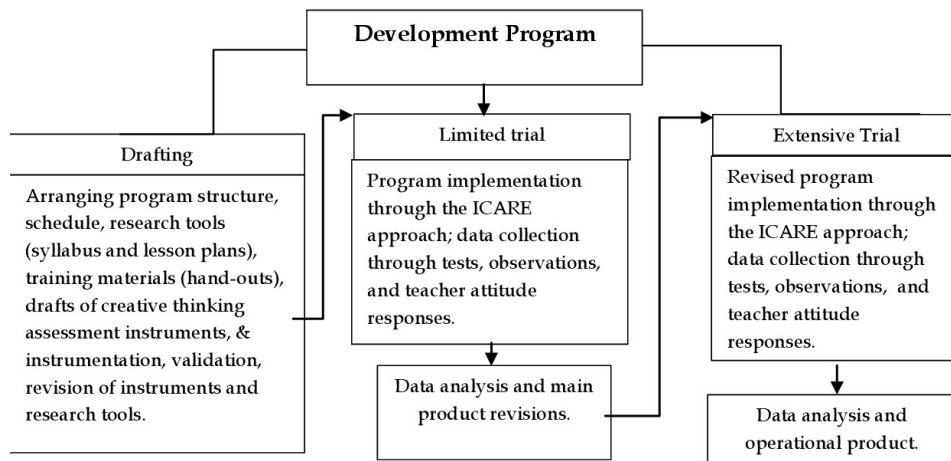 Development Program
Drafting
Arranging program structure,
schedule, research tools
(syllabus and lesson plans),
training materials (hand-outs),
drafts of creative thinking
assessment instruments, &
instrumentation, validation,
revision of instruments and
research tools.
Limited trial
Program implementation
through the ICARE
approach; data collection
through tests, observations,
and teacher attitude
responses.
Data analysis and main
product revisions.
Extensive Trial
Revised program
implementation through
the ICARE approach;
data collection through
tests, observations, and
teacher attitude
responses.
Data analysis and
operational product.